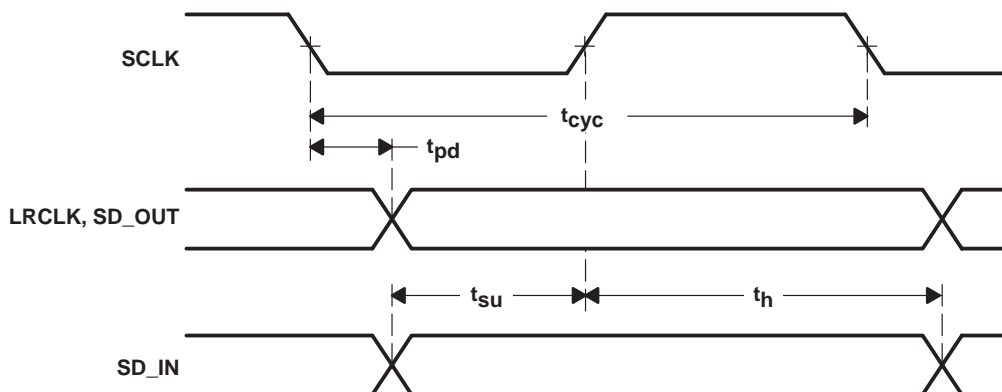 SCLK
tcyc
tpd
LRCLK, SD_OUT
tsu
th
SD_IN